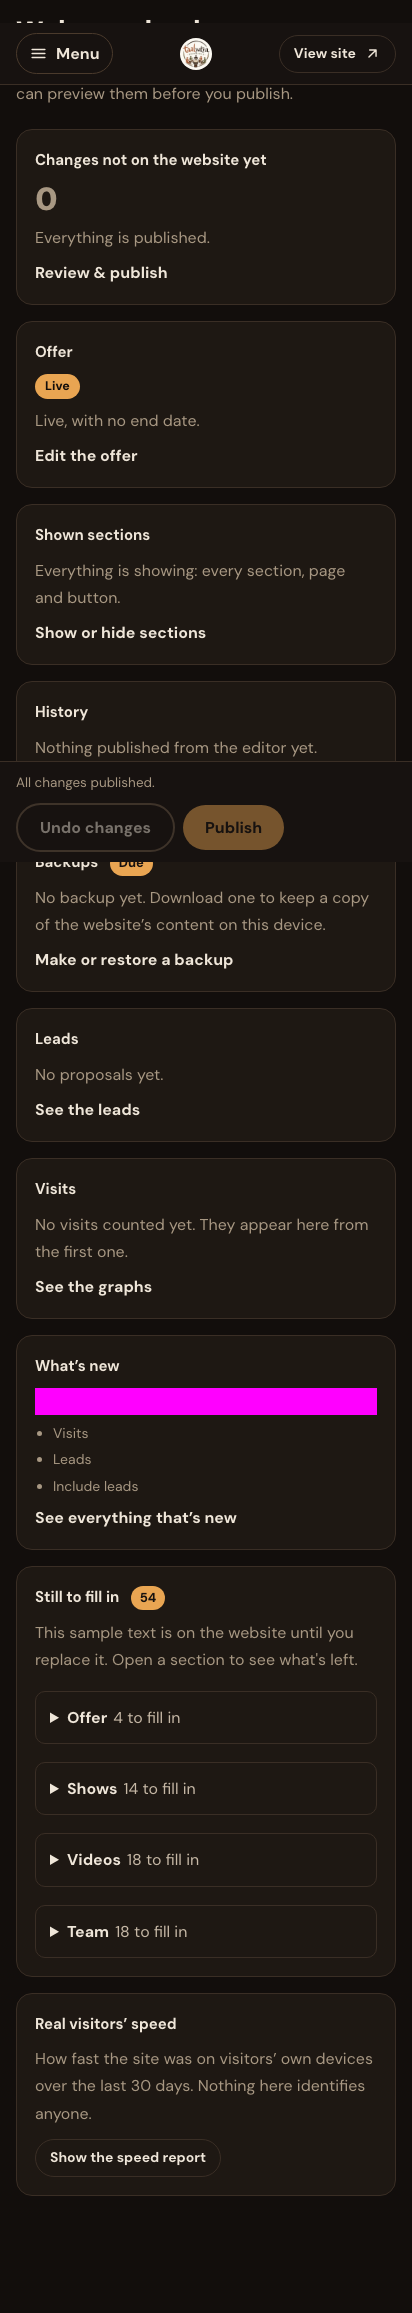 Menu
View site
can preview them before you publish.
Changes not on the website yet
0
Everything is published.
Review & publish
Offer
Live
Live, with no end date.
Edit the offer
Shown sections
Everything is showing: every section, page
and button.
Show or hide sections
History
Nothing published from the editor yet.
All changes published.
Undo changes
Publish
Backups
Due
No backup yet. Download one to keep a copy
of the website’s content on this device.
Make or restore a backup
Leads
No proposals yet.
See the leads
Visits
No visits counted yet. They appear here from
the first one.
See the graphs
What’s new
Visits
Leads
Include leads
See everything that’s new
Still to fill in 54
This sample text is on the website until you
replace it. Open a section to see what's left.
Offer 4 to fill in
Shows 14 to fill in
Videos 18 to fill in
Team 18 to fill in
Real visitors’ speed
How fast the site was on visitors’ own devices
over the last 30 days. Nothing here identifies
anyone.
Show the speed report